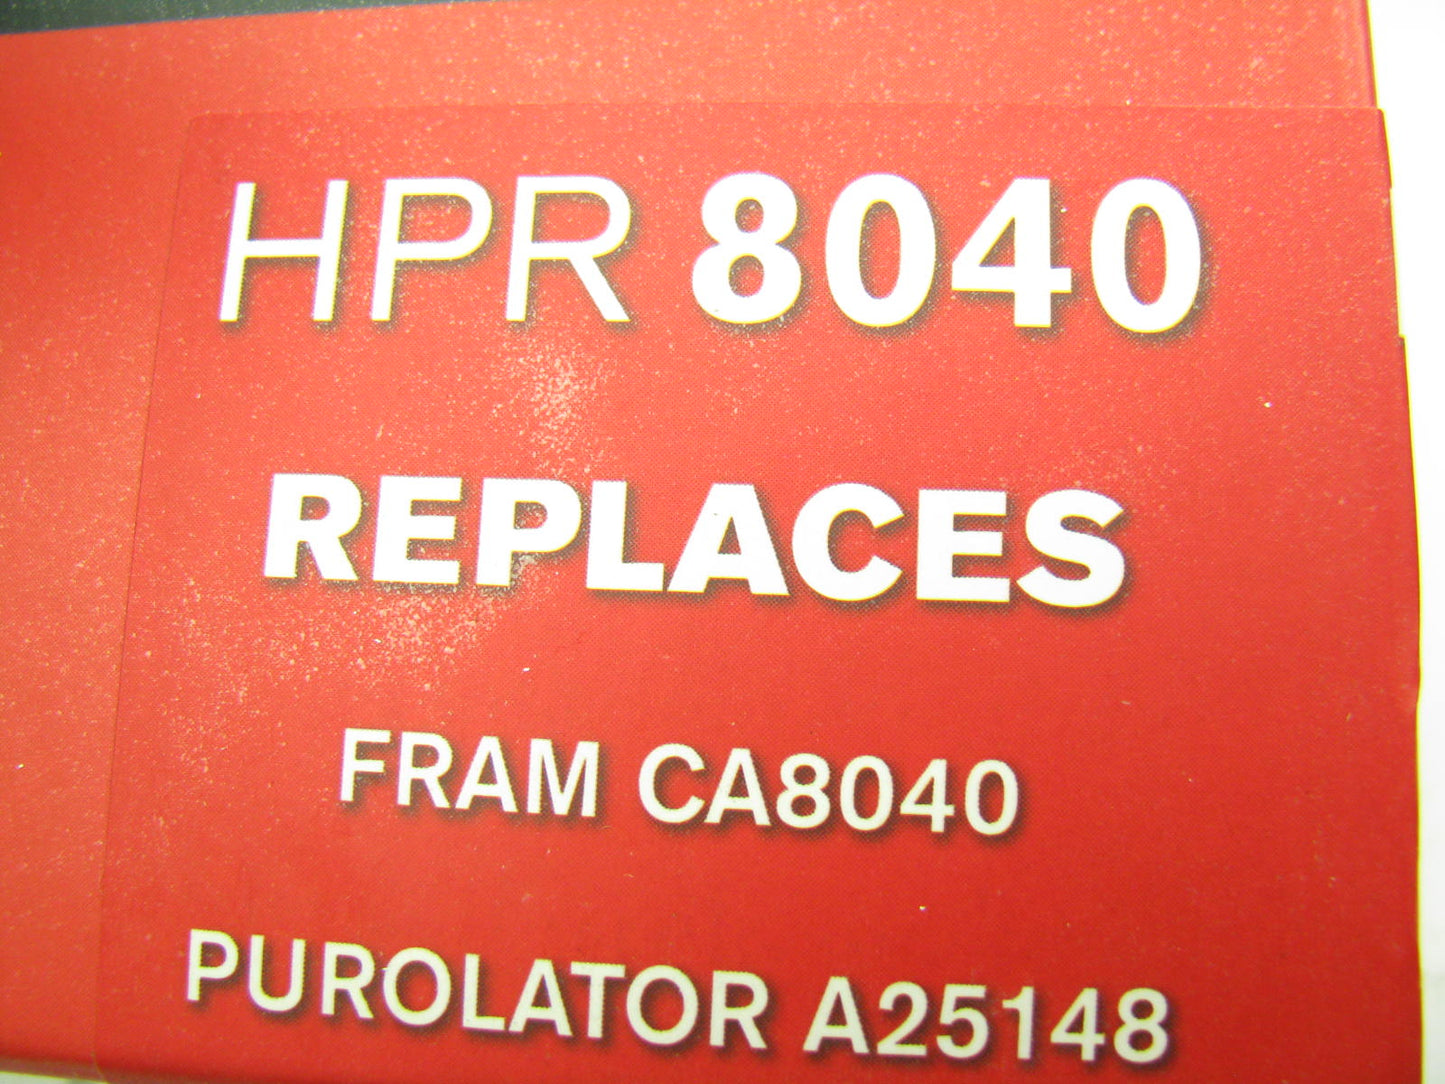 HPR 8040
REPLACES
FRAM CA8040
PUROLATOR A25148